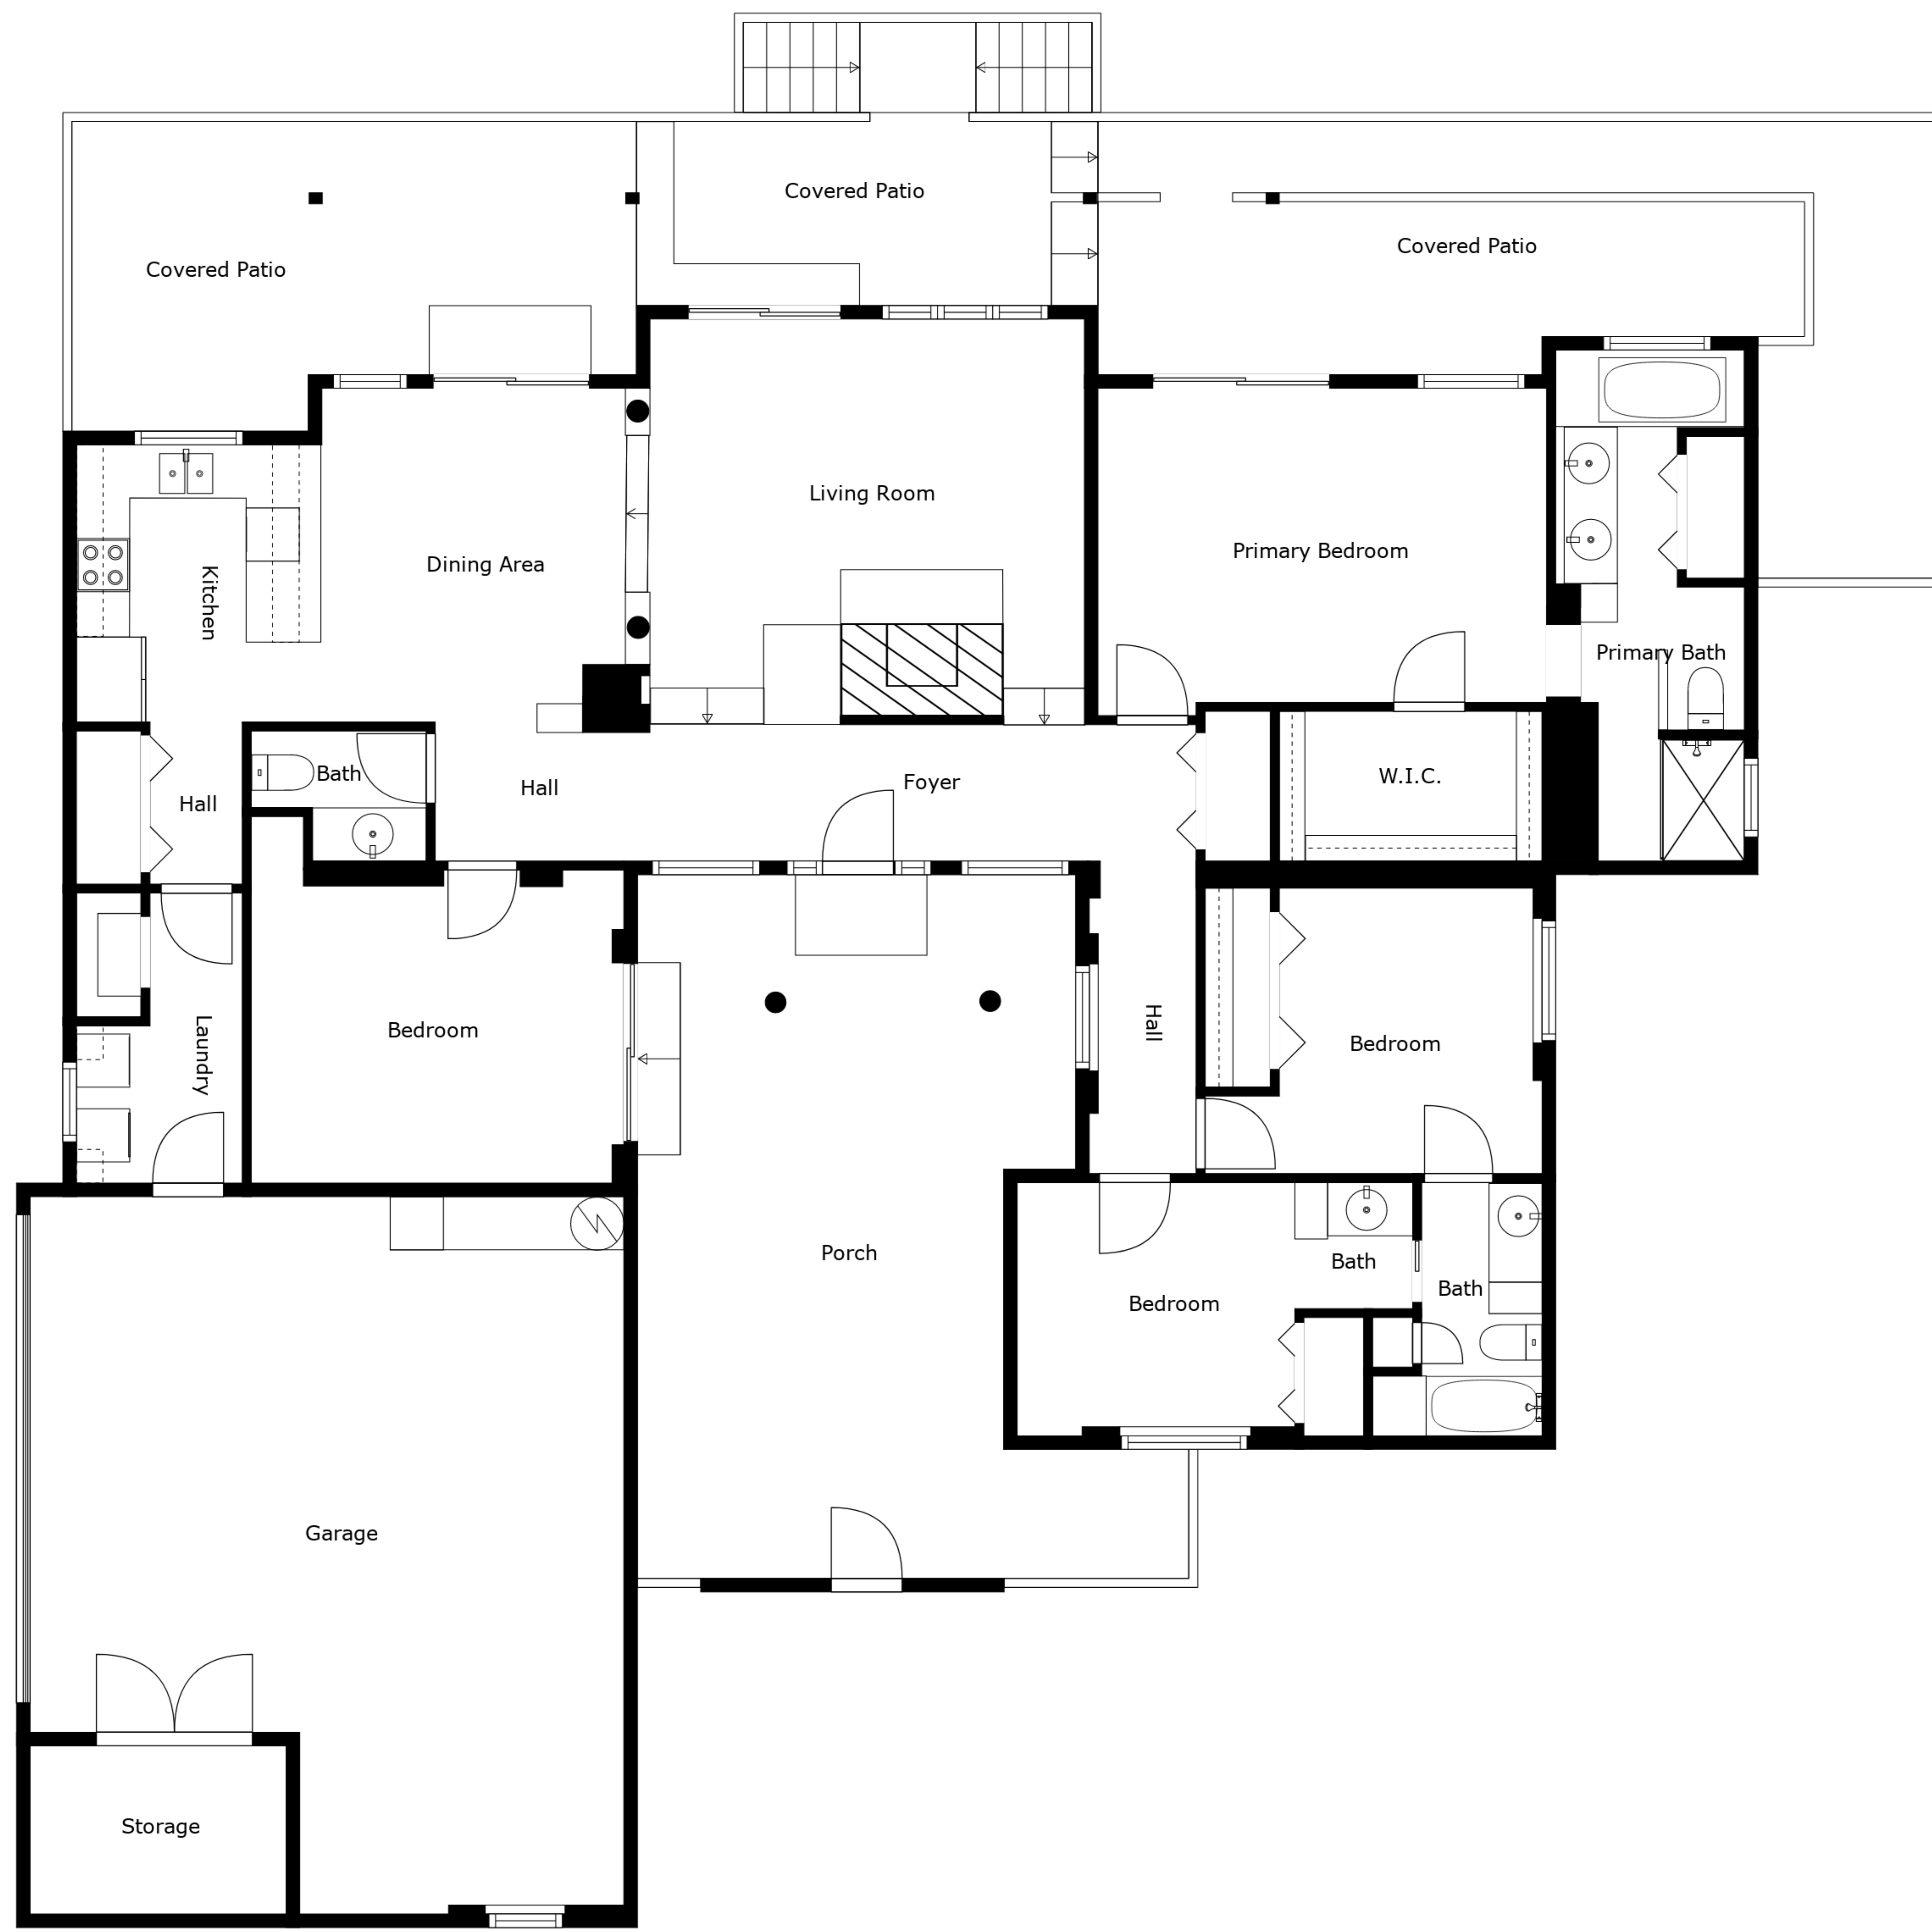 Covered Patio
Covered Patio
Covered Patio
Living Room
Primary Bedroom
Dining Area
Kitchen
Primary Bath
Bath
W.I.C.
Foyer
Hall
Hall
Bedroom
Hall
Bedroom
Laundry
Porch
Bath
Bath
Bedroom
Garage
Storage